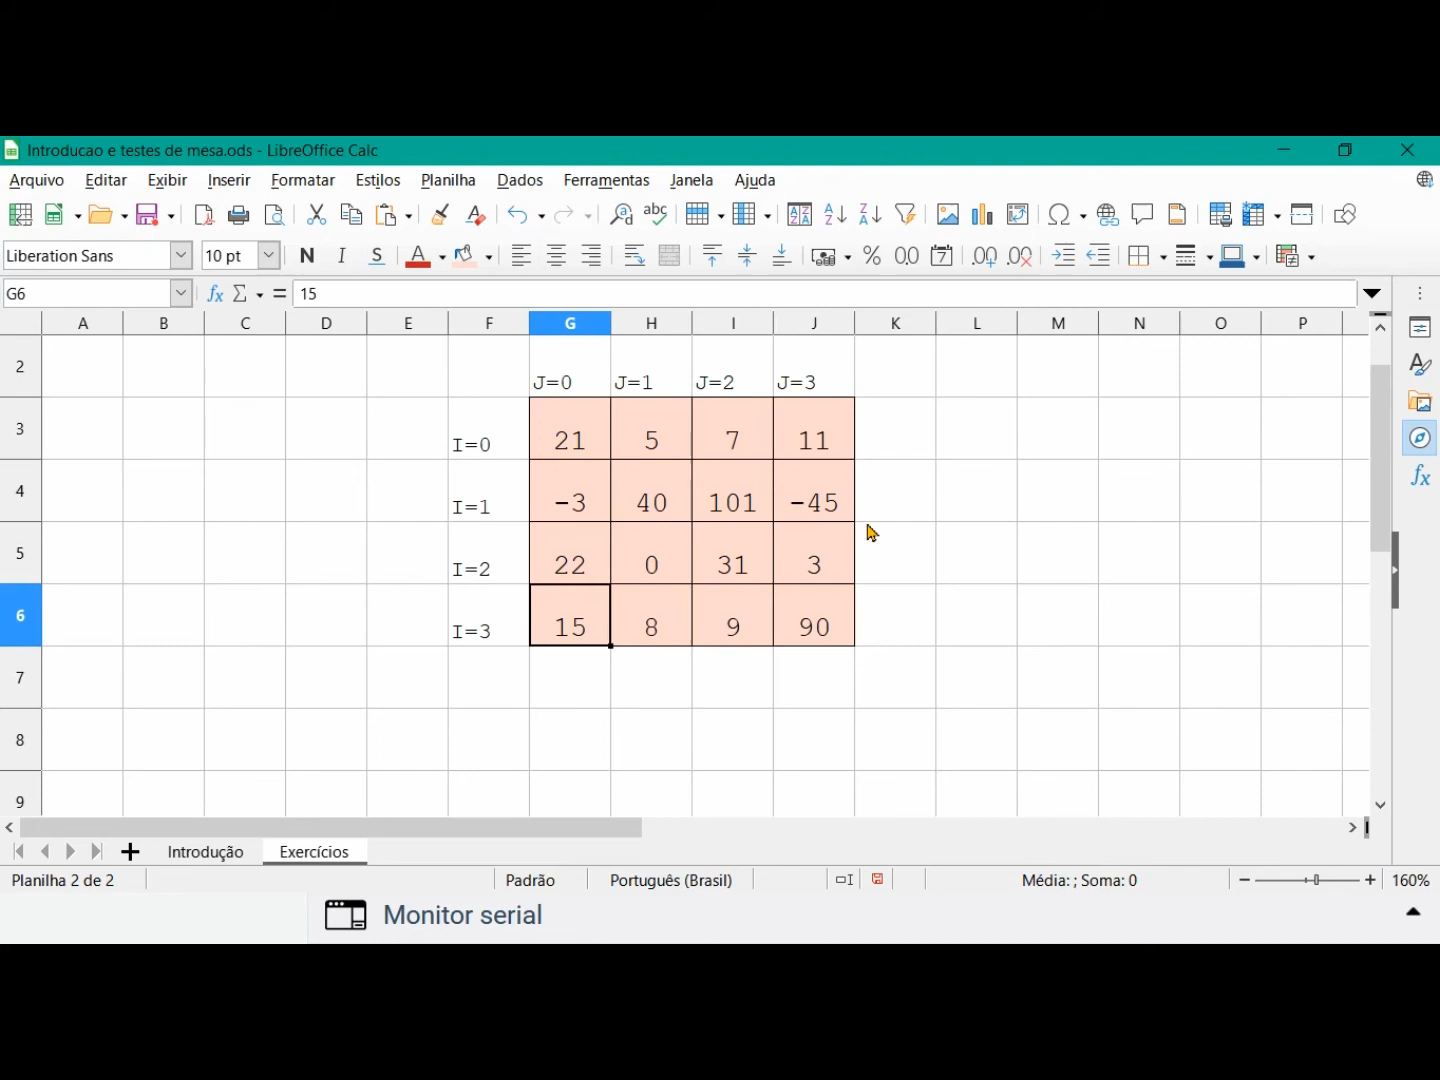 Introducao e testes de mesa.ods - LibreOffice Calc
Arquivo Editar Exibir Inserir Formatar Estilos Planilha Dados Ferramentas Janela Ajuda
Liberation Sans 10 pt N I S
G6 fx Σ = 15
A B C D E F G H I J K L M N O P
2 J=0 J=1 J=2 J=3
3 I=0 21 5 7 11
4 I=1 -3 40 101 -45
5 I=2 22 0 31 3
6 I=3 15 8 9 90
7
8
9
Introdução Exercícios
Planilha 2 de 2 Padrão Português (Brasil) Média: ; Soma: 0 160%
Monitor serial